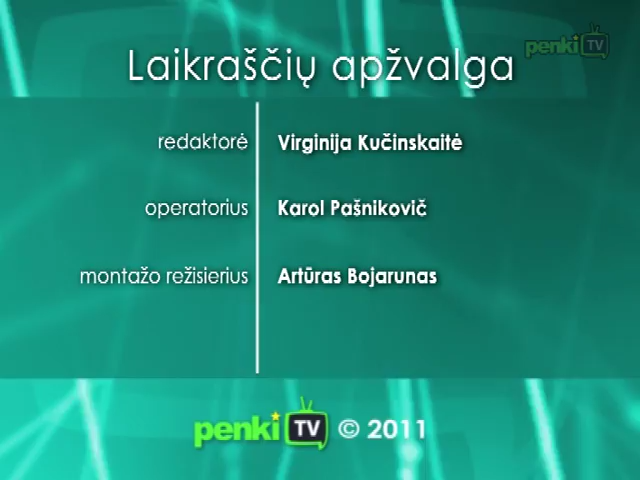 penki TV
Laikraščių apžvalga
redaktorė Virginija Kučinskaitė
operatorius Karol Pašnikovič
montažo režisierius Artūras Bojarunas
penki TV © 2011